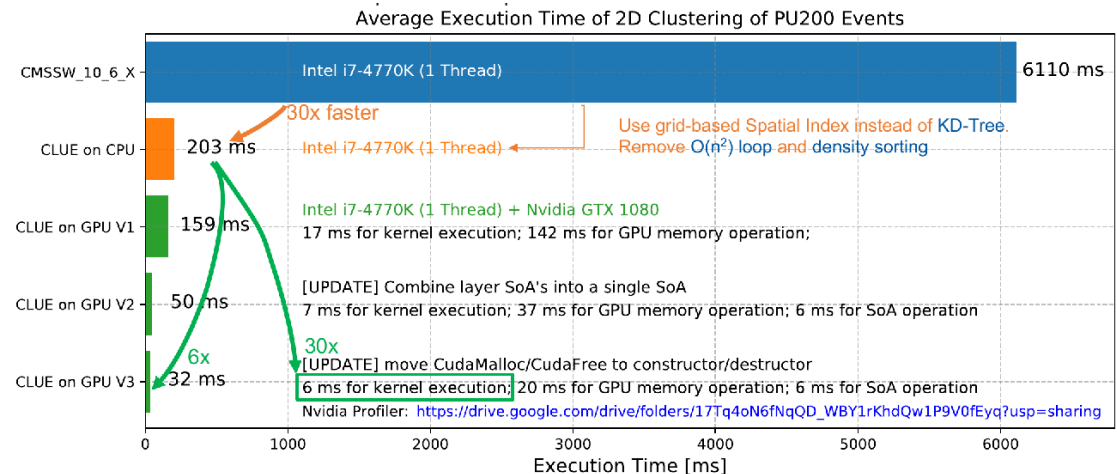 Average Execution Time of 2D Clustering of PU200 Events
CMSSW_10_6_X
Intel i7-4770K (1 Thread)
6110 ms
30x faster
Use grid-based Spatial Index instead of KD-Tree.
Remove O(n²) loop and density sorting
CLUE on CPU
203 ms
Intel i7-4770K (1 Thread)
Intel i7-4770K (1 Thread) + Nvidia GTX 1080
CLUE on GPU V1
159 ms
17 ms for kernel execution; 142 ms for GPU memory operation;
[UPDATE] Combine layer SoA's into a single SoA
CLUE on GPU V2
50 ms
7 ms for kernel execution; 37 ms for GPU memory operation; 6 ms for SoA operation
6x
30x
[UPDATE] move CudaMalloc/CudaFree to constructor/destructor
CLUE on GPU V3
32 ms
6 ms for kernel execution; 20 ms for GPU memory operation; 6 ms for SoA operation
Nvidia Profiler: https://drive.google.com/drive/folders/17Tq4oN6fNqQD_WBY1rKhdQw1P9V0fEyq?usp=sharing
0 1000 2000 3000 4000 5000 6000
Execution Time [ms]